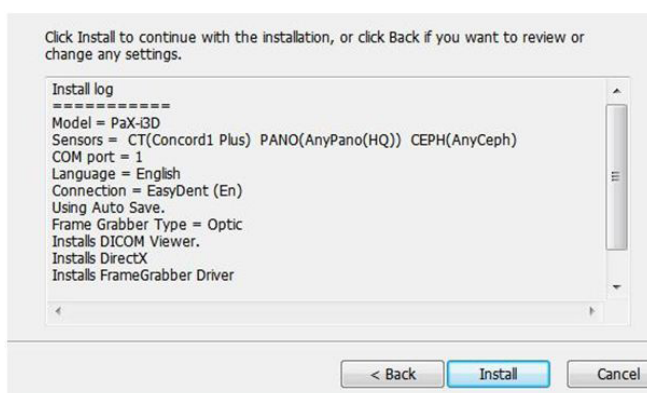 Click Install to continue with the installation, or click Back if you want to review or
change any settings.
Install log
===========
Model = PaX-i3D
Sensors =  CT(Concord1 Plus)  PANO(AnyPano(HQ))  CEPH(AnyCeph)
COM port = 1
Language = English
Connection = EasyDent (En)
Using Auto Save.
Frame Grabber Type = Optic
Installs DICOM Viewer.
Installs DirectX
Installs FrameGrabber Driver
< Back
Install
Cancel